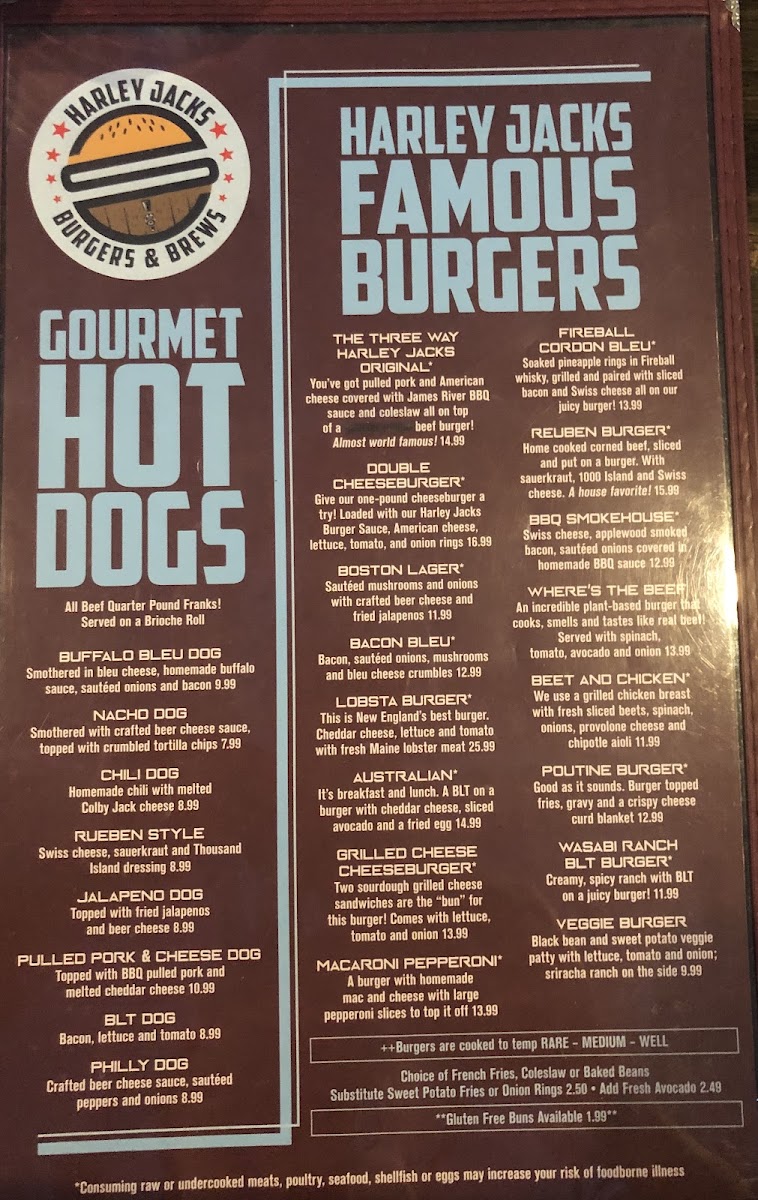 HARLEY JACKS
BURGERS & BREWS
GOURMET
HOT
DOGS
All Beef Quarter Pound Franks!
Served on a Brioche Roll
BUFFALO BLEU DOG
Smothered in bleu cheese, homemade buffalo
sauce, sautéed onions and bacon 9.99
NACHO DOG
Smothered with crafted beer cheese sauce,
topped with crumbled tortilla chips 7.99
CHILI DOG
Homemade chili with melted
Colby Jack cheese 8.99
RUEBEN STYLE
Swiss cheese, sauerkraut and Thousand
Island dressing 8.99
JALAPENO DOG
Topped with fried jalapenos
and beer cheese 8.99
PULLED PORK & CHEESE DOG
Topped with BBQ pulled pork and
melted cheddar cheese 10.99
BLT DOG
Bacon, lettuce and tomato 8.99
PHILLY DOG
Crafted beer cheese sauce, sautéed
peppers and onions 8.99
HARLEY JACKS
FAMOUS
BURGERS
THE THREE WAY
HARLEY JACKS
ORIGINAL*
You've got pulled pork and American
cheese covered with James River BBQ
sauce and coleslaw all on top
of a beef burger!
Almost world famous! 14.99
DOUBLE
CHEESEBURGER*
Give our one-pound cheeseburger a
try! Loaded with our Harley Jacks
Burger Sauce, American cheese,
lettuce, tomato, and onion rings 16.99
BOSTON LAGER*
Sautéed mushrooms and onions
with crafted beer cheese and
fried jalapenos 11.99
BACON BLEU*
Bacon, sautéed onions, mushrooms
and bleu cheese crumbles 12.99
LOBSTA BURGER*
This is New England's best burger.
Cheddar cheese, lettuce and tomato
with fresh Maine lobster meat 25.99
AUSTRALIAN*
It's breakfast and lunch. A BLT on a
burger with cheddar cheese, sliced
avocado and a fried egg 14.99
GRILLED CHEESE
CHEESEBURGER*
Two sourdough grilled cheese
sandwiches are the "bun" for
this burger! Comes with lettuce,
tomato and onion 13.99
MACARONI PEPPERONI*
A burger with homemade
mac and cheese with large
pepperoni slices to top it off 13.99
FIREBALL
CORDON BLEU*
Soaked pineapple rings in Fireball
whisky, grilled and paired with sliced
bacon and Swiss cheese all on our
juicy burger! 13.99
REUBEN BURGER*
Home cooked corned beef, sliced
and put on a burger. With
sauerkraut, 1000 Island and Swiss
cheese. A house favorite! 15.99
BBQ SMOKEHOUSE*
Swiss cheese, applewood smoked
bacon, sautéed onions covered in
homemade BBQ sauce 12.99
WHERE'S THE BEEF
An incredible plant-based burger that
cooks, smells and tastes like real beef!
Served with spinach,
tomato, avocado and onion 13.99
BEET AND CHICKEN*
We use a grilled chicken breast
with fresh sliced beets, spinach,
onions, provolone cheese and
chipotle aioli 11.99
POUTINE BURGER*
Good as it sounds. Burger topped
fries, gravy and a crispy cheese
curd blanket 12.99
WASABI RANCH
BLT BURGER*
Creamy, spicy ranch with BLT
on a juicy burger! 11.99
VEGGIE BURGER
Black bean and sweet potato veggie
patty with lettuce, tomato and onion;
sriracha ranch on the side 9.99
++Burgers are cooked to temp RARE - MEDIUM - WELL
Choice of French Fries, Coleslaw or Baked Beans
Substitute Sweet Potato Fries or Onion Rings 2.50 • Add Fresh Avocado 2.49
**Gluten Free Buns Available 1.99**
*Consuming raw or undercooked meats, poultry, seafood, shellfish or eggs may increase your risk of foodborne illness